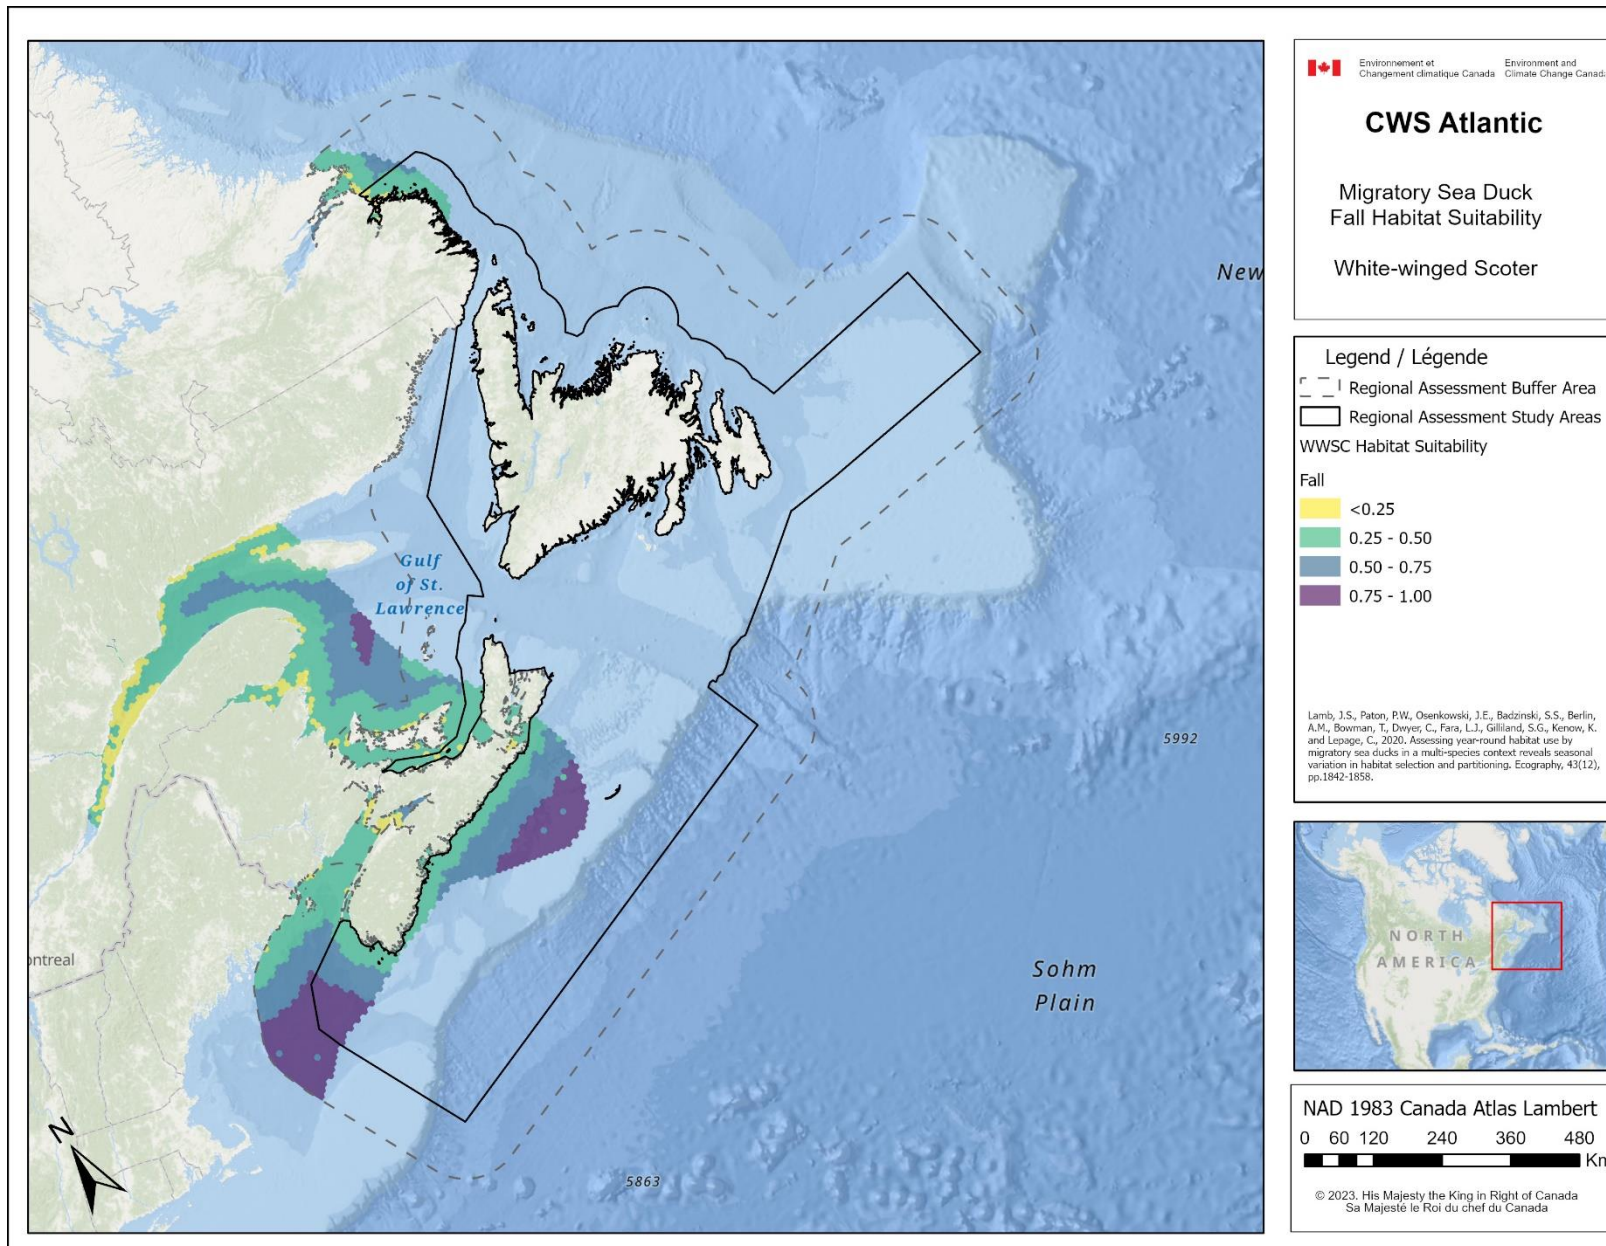 New
Gulf
of St.
Lawrence
5992
ontreal
Sohm
Plain
5863
N
Environnement et
Changement climatique Canada
Environment and
Climate Change Canada
CWS Atlantic
Migratory Sea Duck
Fall Habitat Suitability
White-winged Scoter
Legend / Légende
Regional Assessment Buffer Area
Regional Assessment Study Areas
WWSC Habitat Suitability
Fall
<0.25
0.25 - 0.50
0.50 - 0.75
0.75 - 1.00
Lamb, J.S., Paton, P.W., Osenkowski, J.E., Badzinski, S.S., Berlin,
A.M., Bowman, T., Dwyer, C., Fara, L.J., Gilliland, S.G., Kenow, K.
and Lepage, C., 2020. Assessing year-round habitat use by
migratory sea ducks in a multi-species context reveals seasonal
variation in habitat selection and partitioning. Ecography, 43(12),
pp.1842-1858.
NORTH
AMERICA
NAD 1983 Canada Atlas Lambert
0 60 120 240 360 480
Km
© 2023. His Majesty the King in Right of Canada
Sa Majesté le Roi du chef du Canada